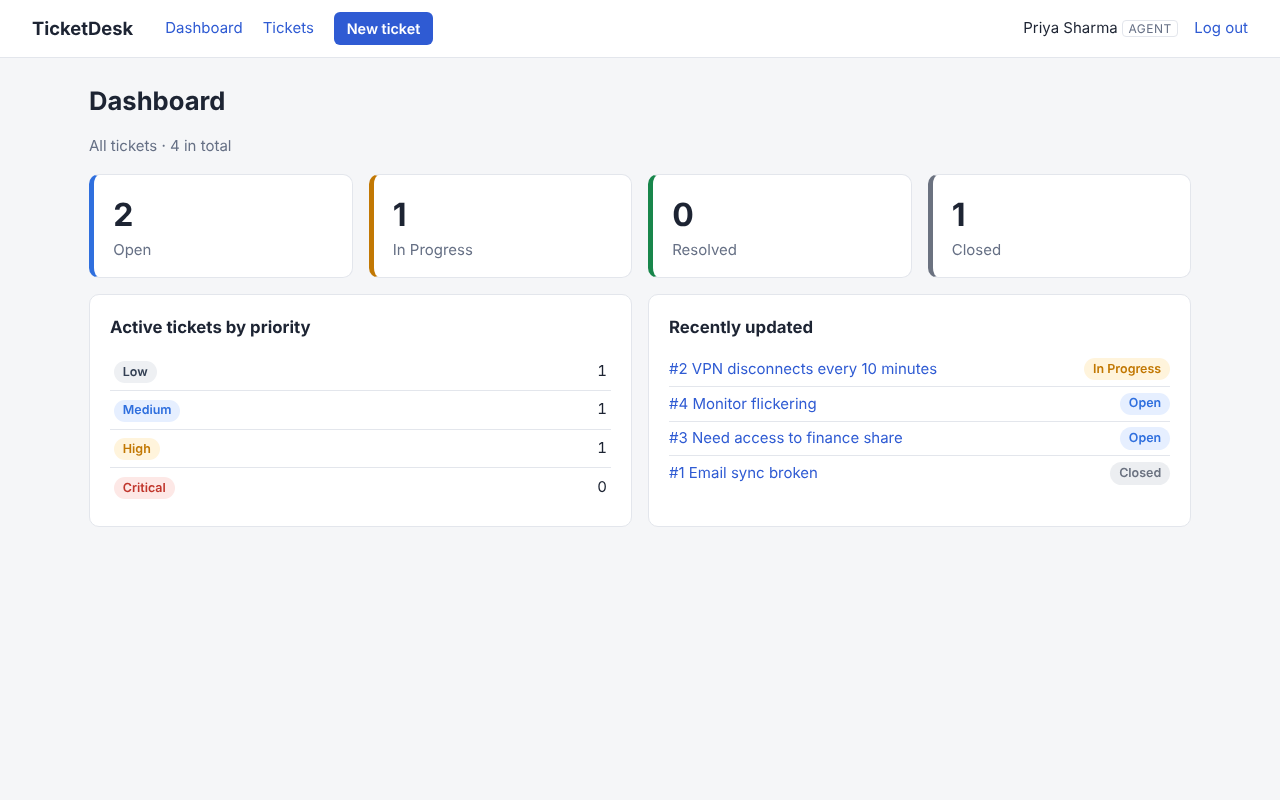 TicketDesk Dashboard Tickets New ticket Priya Sharma AGENT Log out
Dashboard
All tickets · 4 in total
2
Open
1
In Progress
0
Resolved
1
Closed
Active tickets by priority
Low 1
Medium 1
High 1
Critical 0
Recently updated
#2 VPN disconnects every 10 minutes In Progress
#4 Monitor flickering Open
#3 Need access to finance share Open
#1 Email sync broken Closed